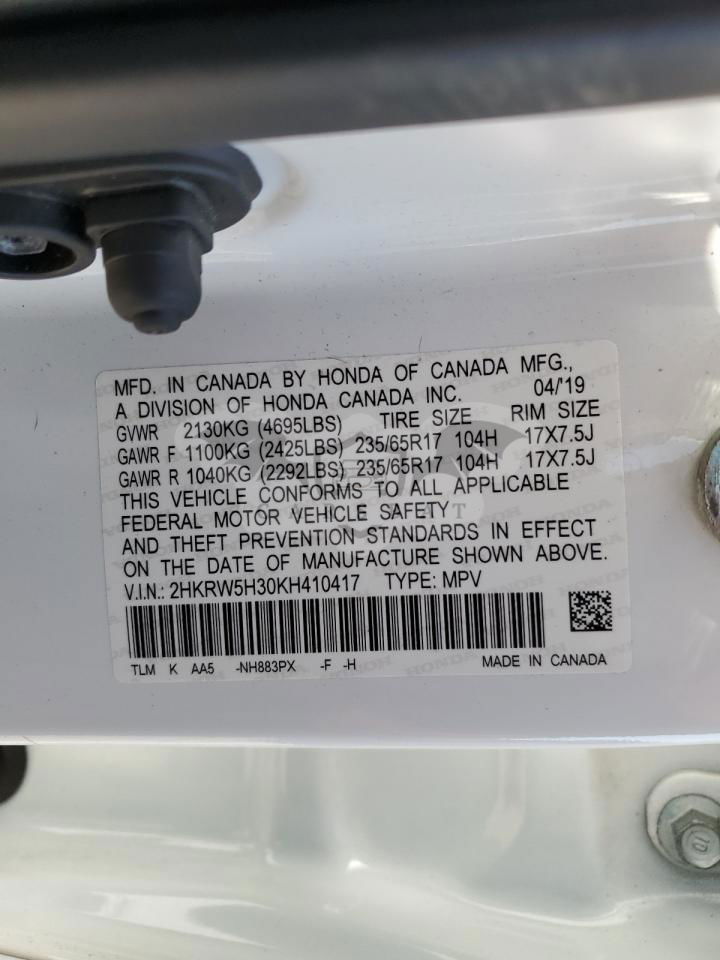 MFD. IN CANADA BY HONDA OF CANADA MFG.,
A DIVISION OF HONDA CANADA INC. 04/'19
GVWR 2130KG (4695LBS) TIRE SIZE RIM SIZE
GAWR F 1100KG (2425LBS) 235/65R17 104H 17X7.5J
GAWR R 1040KG (2292LBS) 235/65R17 104H 17X7.5J
THIS VEHICLE CONFORMS TO ALL APPLICABLE
FEDERAL MOTOR VEHICLE SAFETY
AND THEFT PREVENTION STANDARDS IN EFFECT
ON THE DATE OF MANUFACTURE SHOWN ABOVE.
V.I.N.: 2HKRW5H30KH410417 TYPE: MPV
TLM K AA5 -NH883PX -F -H MADE IN CANADA
10